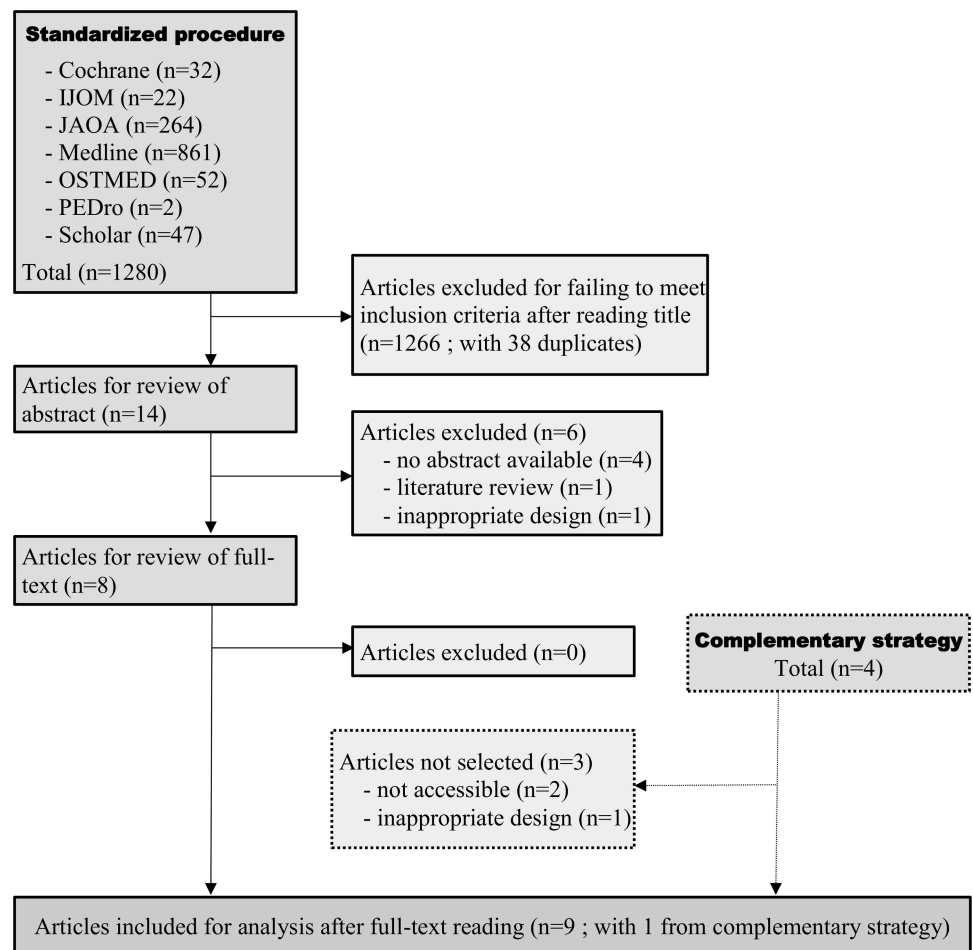 Standardized procedure
- Cochrane (n=32)
- IJOM (n=22)
- JAOA (n=264)
- Medline (n=861)
- OSTMED (n=52)
- PEDro (n=2)
- Scholar (n=47)
Total (n=1280)
Articles excluded for failing to meet
inclusion criteria after reading title
(n=1266 ; with 38 duplicates)
Articles for review of
abstract (n=14)
Articles excluded (n=6)
- no abstract available (n=4)
- literature review (n=1)
- inappropriate design (n=1)
Articles for review of full-
text (n=8)
Articles excluded (n=0)
Complementary strategy
Total (n=4)
Articles not selected (n=3)
- not accessible (n=2)
- inappropriate design (n=1)
Articles included for analysis after full-text reading (n=9 ; with 1 from complementary strategy)